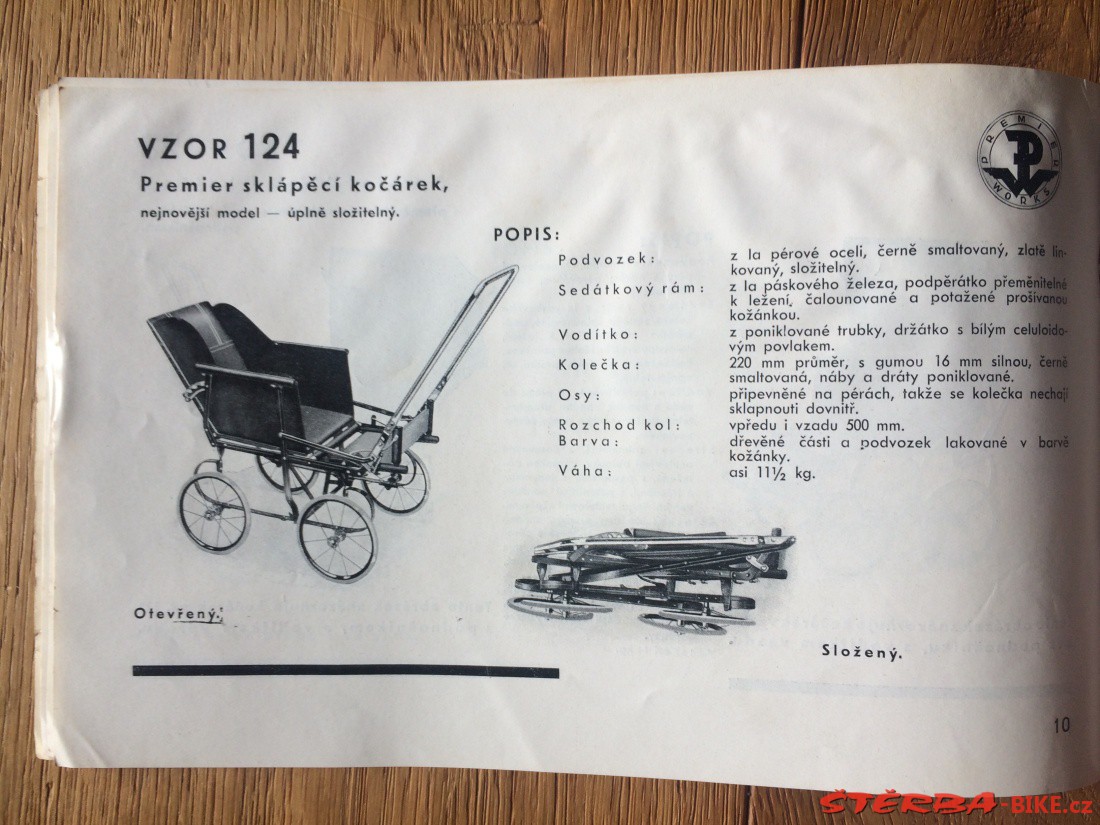 VZOR 124
Premier sklápěcí kočárek,
nejnovější model — úplně složitelný.
PREMIER
PW
WORKS
POPIS:
Podvozek: z Ia pérové oceli, černě smaltovaný, zlatě lin-
kovaný, složitelný.
Sedátkový rám: z Ia páskového železa, podpěrátko přeměnitelné
k ležení, čalounované a potažené prošívanou
kožánkou.
Vodítko: z poniklované trubky, držátko s bílým celuloido-
vým povlakem.
Kolečka: 220 mm průměr, s gumou 16 mm silnou, černě
smaltovaná, náby a dráty poniklované.
Osy: připevněné na pérách, takže se kolečka nechají
sklapnouti dovnitř.
Rozchod kol: vpředu i vzadu 500 mm.
Barva: dřevěné části a podvozek lakované v barvě
kožánky.
Váha: asi 11½ kg.
Otevřený.
Složený.
10
ŠTĚRBA-BIKE.cz